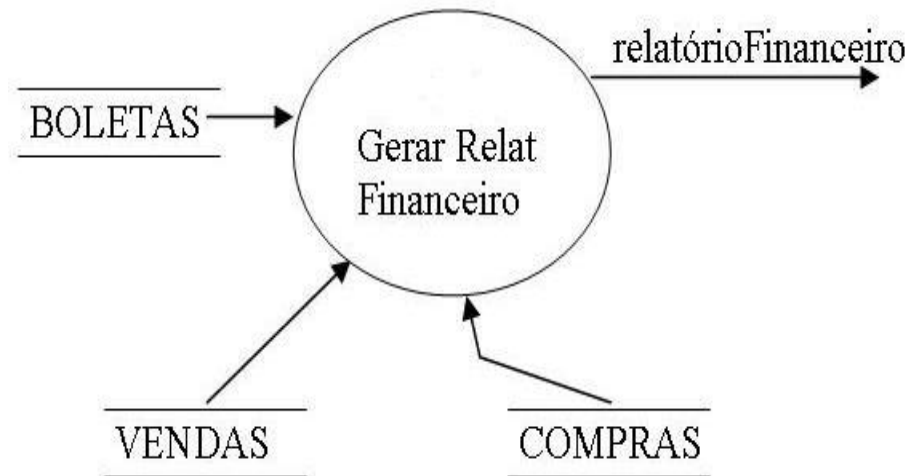 relatórioFinanceiro
BOLETAS
Gerar Relat
Financeiro
VENDAS
COMPRAS